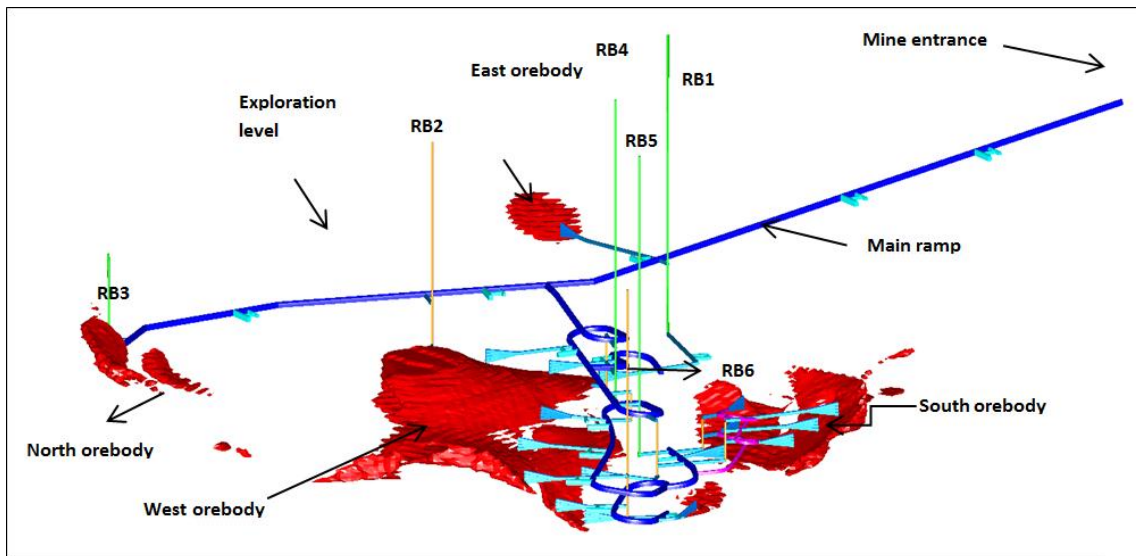 Mine entrance
RB4
East orebody
RB1
Exploration
level
RB2
RB5
Main ramp
RB3
RB6
South orebody
North orebody
West orebody